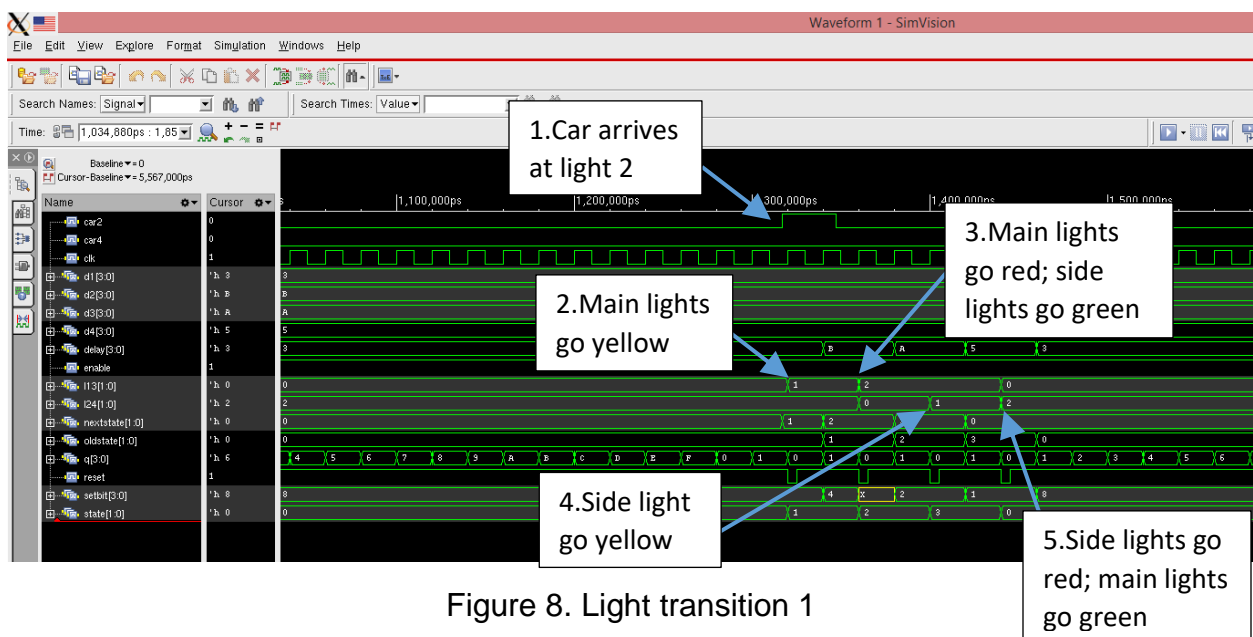 Waveform 1 - SimVision
File Edit View Explore Format Simulation Windows Help
Search Names: Signal
Search Times: Value
Time: 1,034,880ps : 1,85
Baseline = 0
Cursor-Baseline = 5,567,000ps
Name Cursor
1,100,000ps 1,200,000ps 300,000ps 1,400,000ps 1,500,000ps
car2 0
car4 0
clk 1
d1[3:0] 'h 3 3
d2[3:0] 'h B B
d3[3:0] 'h A A
d4[3:0] 'h 5 5
delay[3:0] 'h 3 3 B A 5 3
enable 1
l13[1:0] 'h 0 0 1 2 0
l24[1:0] 'h 2 2 0 1 2
nextstate[1:0] 'h 0 0 1 2 0
oldstate[1:0] 'h 0 0 1 2 3 0
q[3:0] 'h 6 4 5 6 7 8 9 A B C D E F 0 1 0 1 0 1 0 1 0 1 2 3 4 5 6
reset 1
setbit[3:0] 'h 8 8 4 X 2 1 8
state[1:0] 'h 0 0 1 2 3 0
1.Car arrives
at light 2
2.Main lights
go yellow
3.Main lights
go red; side
lights go green
4.Side light
go yellow
5.Side lights go
red; main lights
go green
Figure 8. Light transition 1